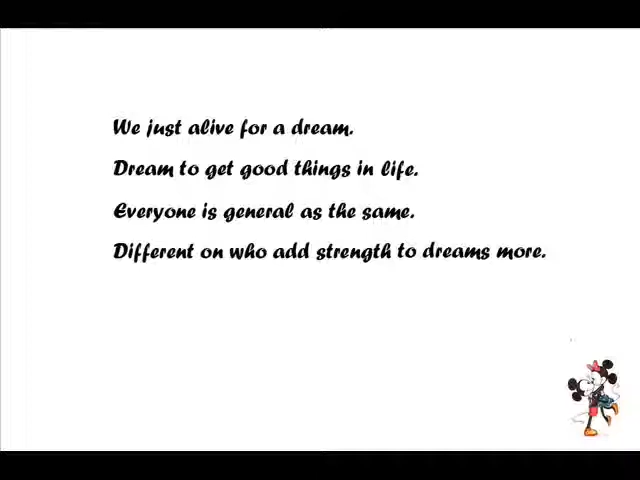 We just alive for a dream.
Dream to get good things in life.
Everyone is general as the same.
Different on who add strength to dreams more.